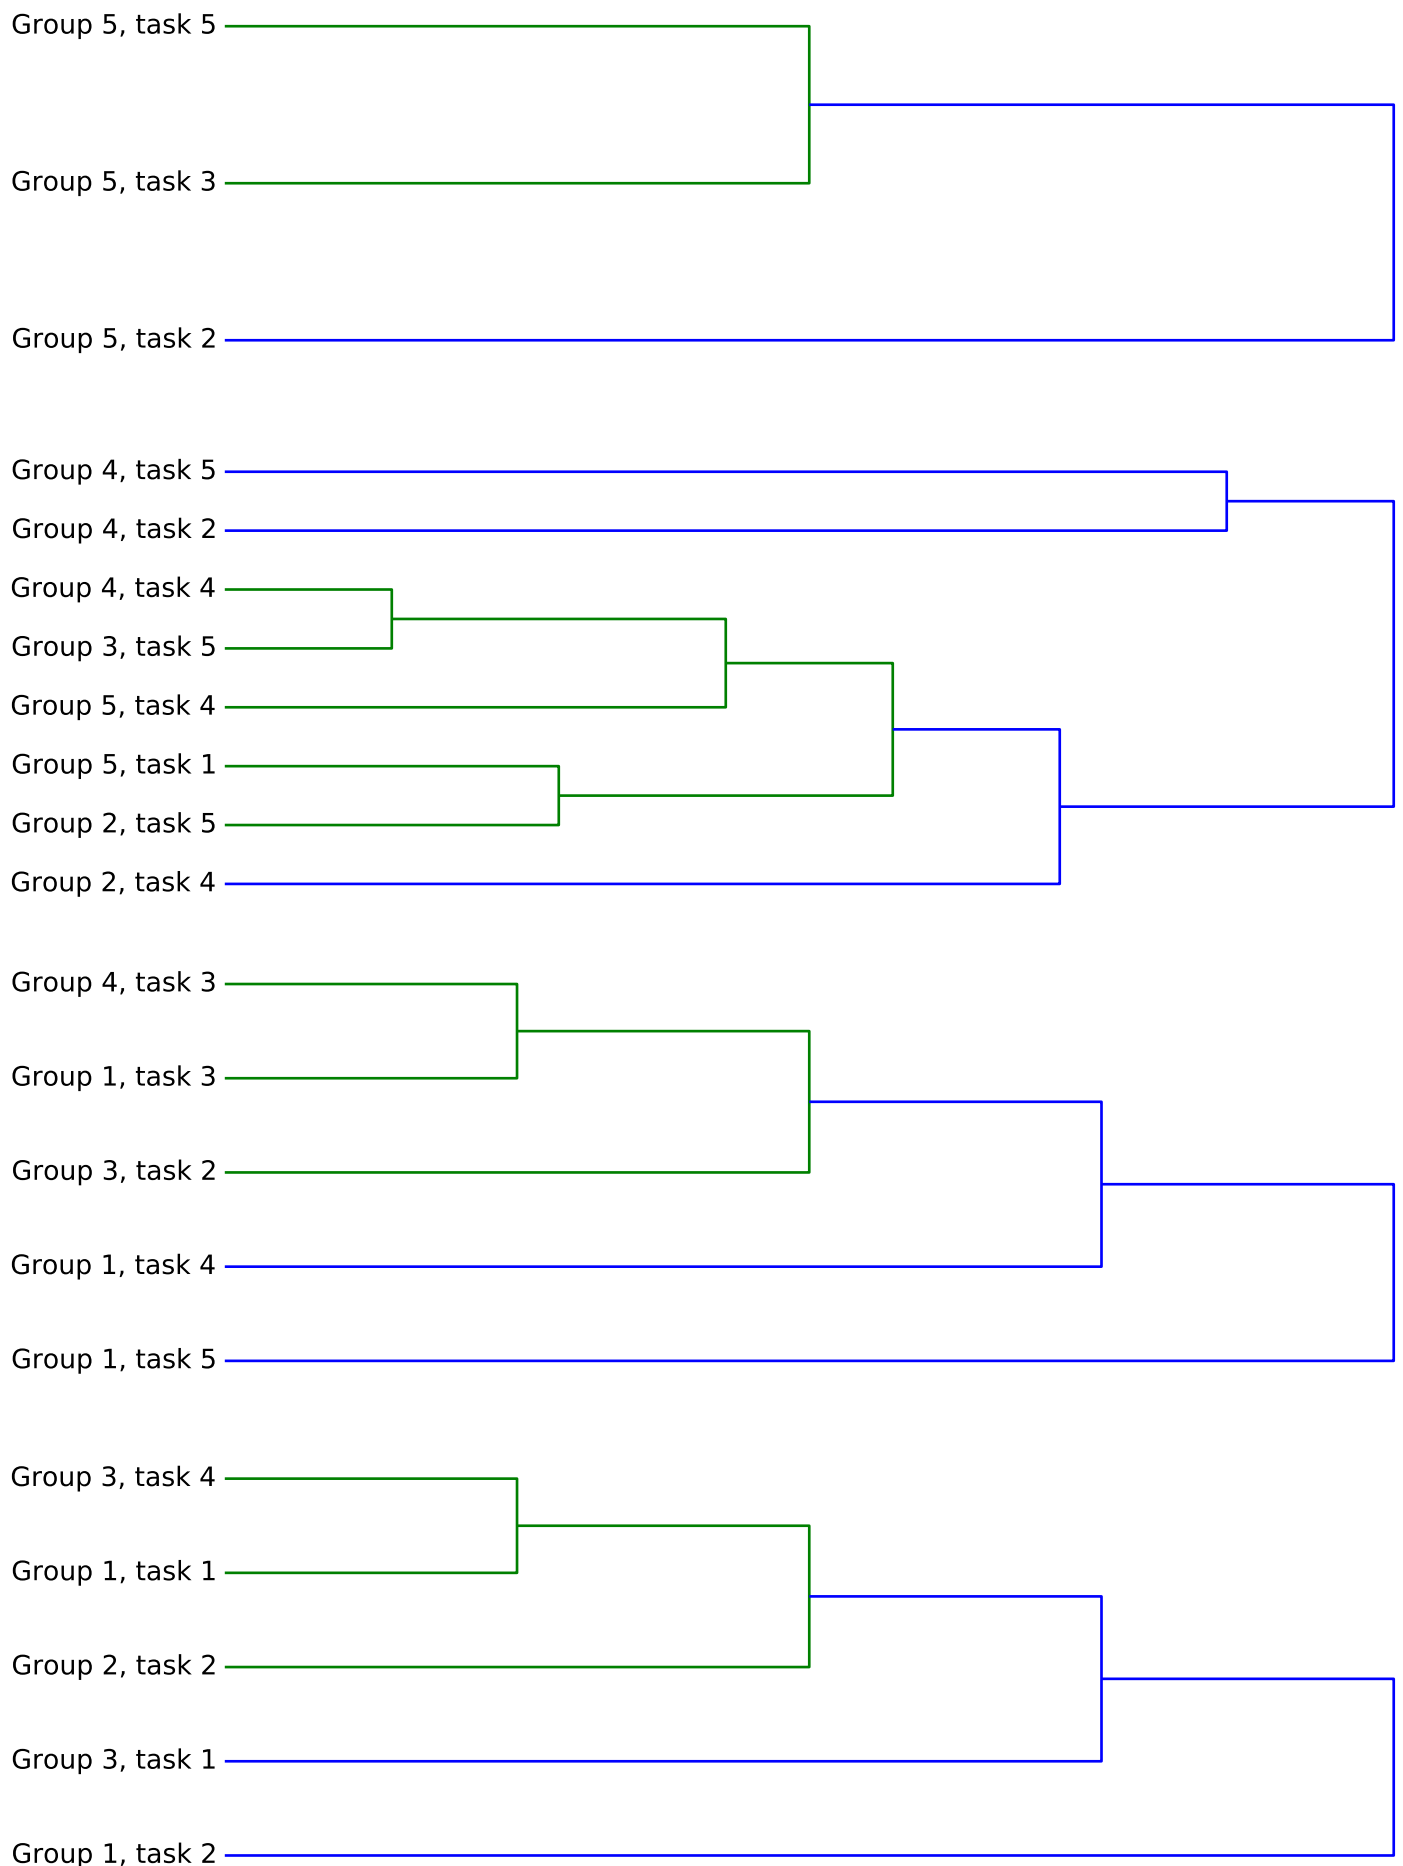 Group 5, task 5
Group 5, task 3
Group 5, task 2
Group 4, task 5
Group 4, task 2
Group 4, task 4
Group 3, task 5
Group 5, task 4
Group 5, task 1
Group 2, task 5
Group 2, task 4
Group 4, task 3
Group 1, task 3
Group 3, task 2
Group 1, task 4
Group 1, task 5
Group 3, task 4
Group 1, task 1
Group 2, task 2
Group 3, task 1
Group 1, task 2